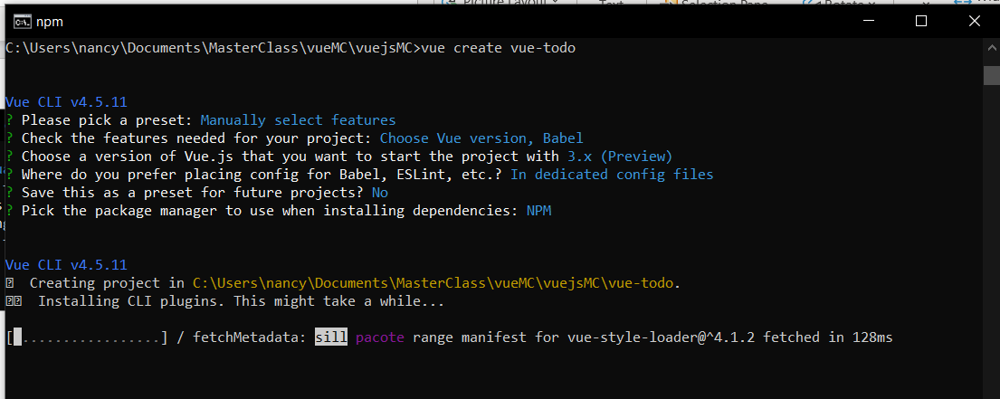 Picture Layout Text Selection Pane Rotate
npm
C:\Users\nancy\Documents\MasterClass\vueMC\vuejsMC>vue create vue-todo
Vue CLI v4.5.11
? Please pick a preset: Manually select features
? Check the features needed for your project: Choose Vue version, Babel
? Choose a version of Vue.js that you want to start the project with 3.x (Preview)
? Where do you prefer placing config for Babel, ESLint, etc.? In dedicated config files
? Save this as a preset for future projects? No
? Pick the package manager to use when installing dependencies: NPM
Vue CLI v4.5.11
Creating project in C:\Users\nancy\Documents\MasterClass\vueMC\vuejsMC\vue-todo.
Installing CLI plugins. This might take a while...
[ .................] / fetchMetadata: sill pacote range manifest for vue-style-loader@^4.1.2 fetched in 128ms